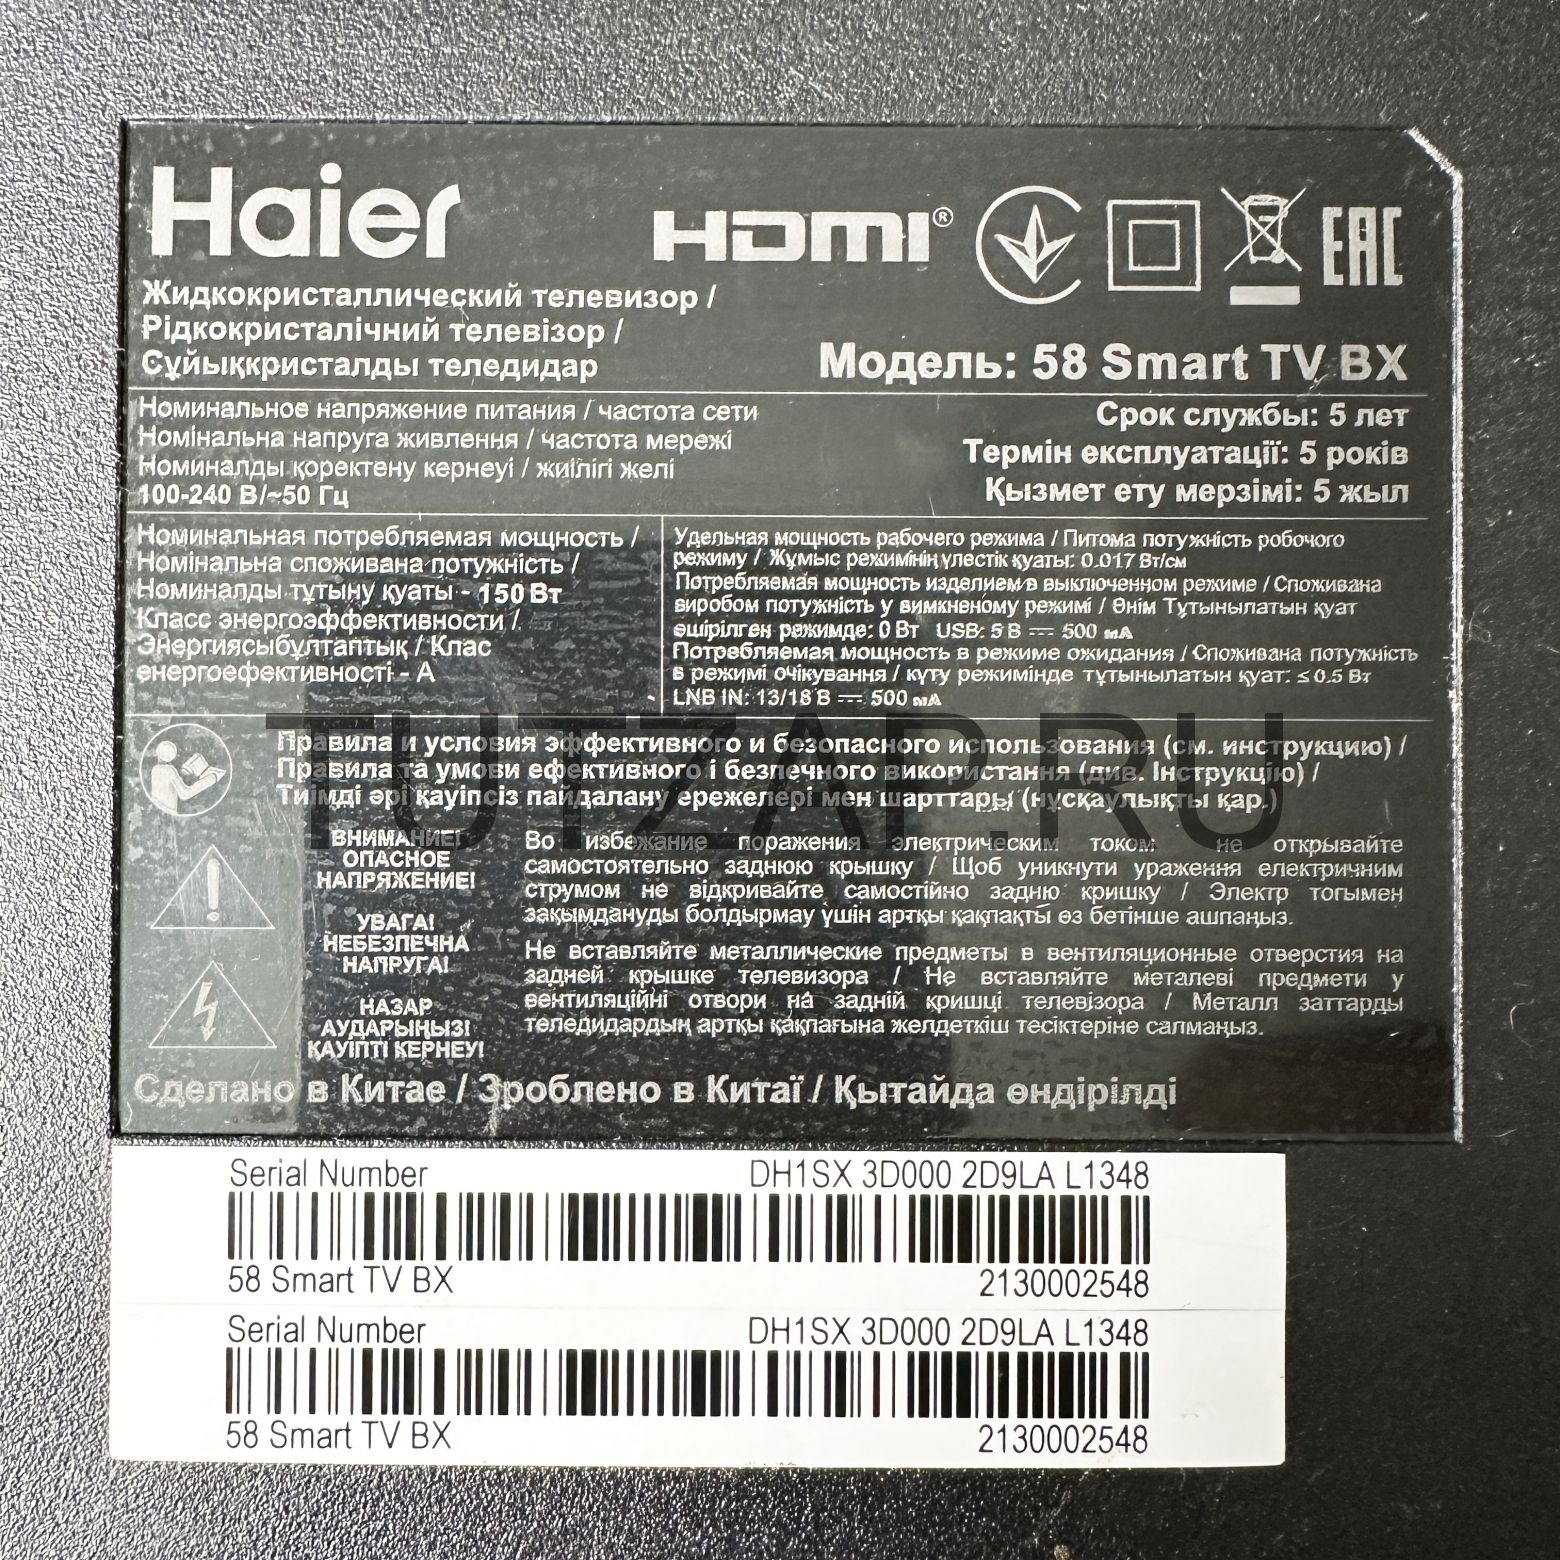 Haier
HDMI®
EAC
Жидкокристаллический телевизор /
Рідкокристалічний телевізор /
Сұйыққристалды теледидар
Модель: 58 Smart TV BX
Номинальное напряжение питания / частота сети
Номінальна напруга живлення / частота мережі
Номиналды қоректену кернеуі / жиілігі желі
100-240 В/~50 Гц
Срок службы: 5 лет
Термін експлуатації: 5 років
Қызмет ету мерзімі: 5 жыл
Номинальная потребляемая мощность /
Номінальна споживана потужність /
Номиналды тұтыну қуаты - 150 Вт
Класс энергоэффективности /
Энергиясыбұлтаптық / Клас
енергоефективності - А
Удельная мощность рабочего режима / Питома потужність робочого
режиму / Жұмыс режимінің үлестік қуаты: 0.017 Вт/см
Потребляемая мощность изделием в выключенном режиме / Споживана
виробом потужність у вимкненому режимі / Өнім Тұтынылатын қуат
өшірілген режимде: 0 Вт USB: 5 В ⎓ 500 мА
Потребляемая мощность в режиме ожидания / Споживана потужність
в режимі очікування / күту режимінде тұтынылатын қуат: ≤ 0.5 Вт
LNB IN: 13/18 В ⎓ 500 мА
TUTZAP.RU
Правила и условия эффективного и безопасного использования (см. инструкцию) /
Правила та умови ефективного і безпечного використання (див. Інструкцію) /
Тиімді әрі қауіпсіз пайдалану ережелері мен шарттары (нұсқаулықты қар.)
ВНИМАНИЕ!
ОПАСНОЕ
НАПРЯЖЕНИЕ!
УВАГА!
НЕБЕЗПЕЧНА
НАПРУГА!
НАЗАР
АУДАРЫҢЫЗ!
ҚАУІПТІ КЕРНЕУ!
Во избежание поражения электрическим током не открывайте
самостоятельно заднюю крышку / Щоб уникнути ураження електричним
струмом не відкривайте самостійно задню кришку / Электр тогымен
зақымдануды болдырмау үшін артқы қақпақты өз бетінше ашпаңыз.
Не вставляйте металлические предметы в вентиляционные отверстия на
задней крышке телевизора / Не вставляйте металеві предмети у
вентиляційні отвори на задній кришці телевізора / Металл заттарды
теледидардың артқы қақпағына желдеткіш тесіктеріне салмаңыз.
Сделано в Китае / Зроблено в Китаї / Қытайда өндірілді
Serial Number DH1SX 3D000 2D9LA L1348
58 Smart TV BX 2130002548
Serial Number DH1SX 3D000 2D9LA L1348
58 Smart TV BX 2130002548